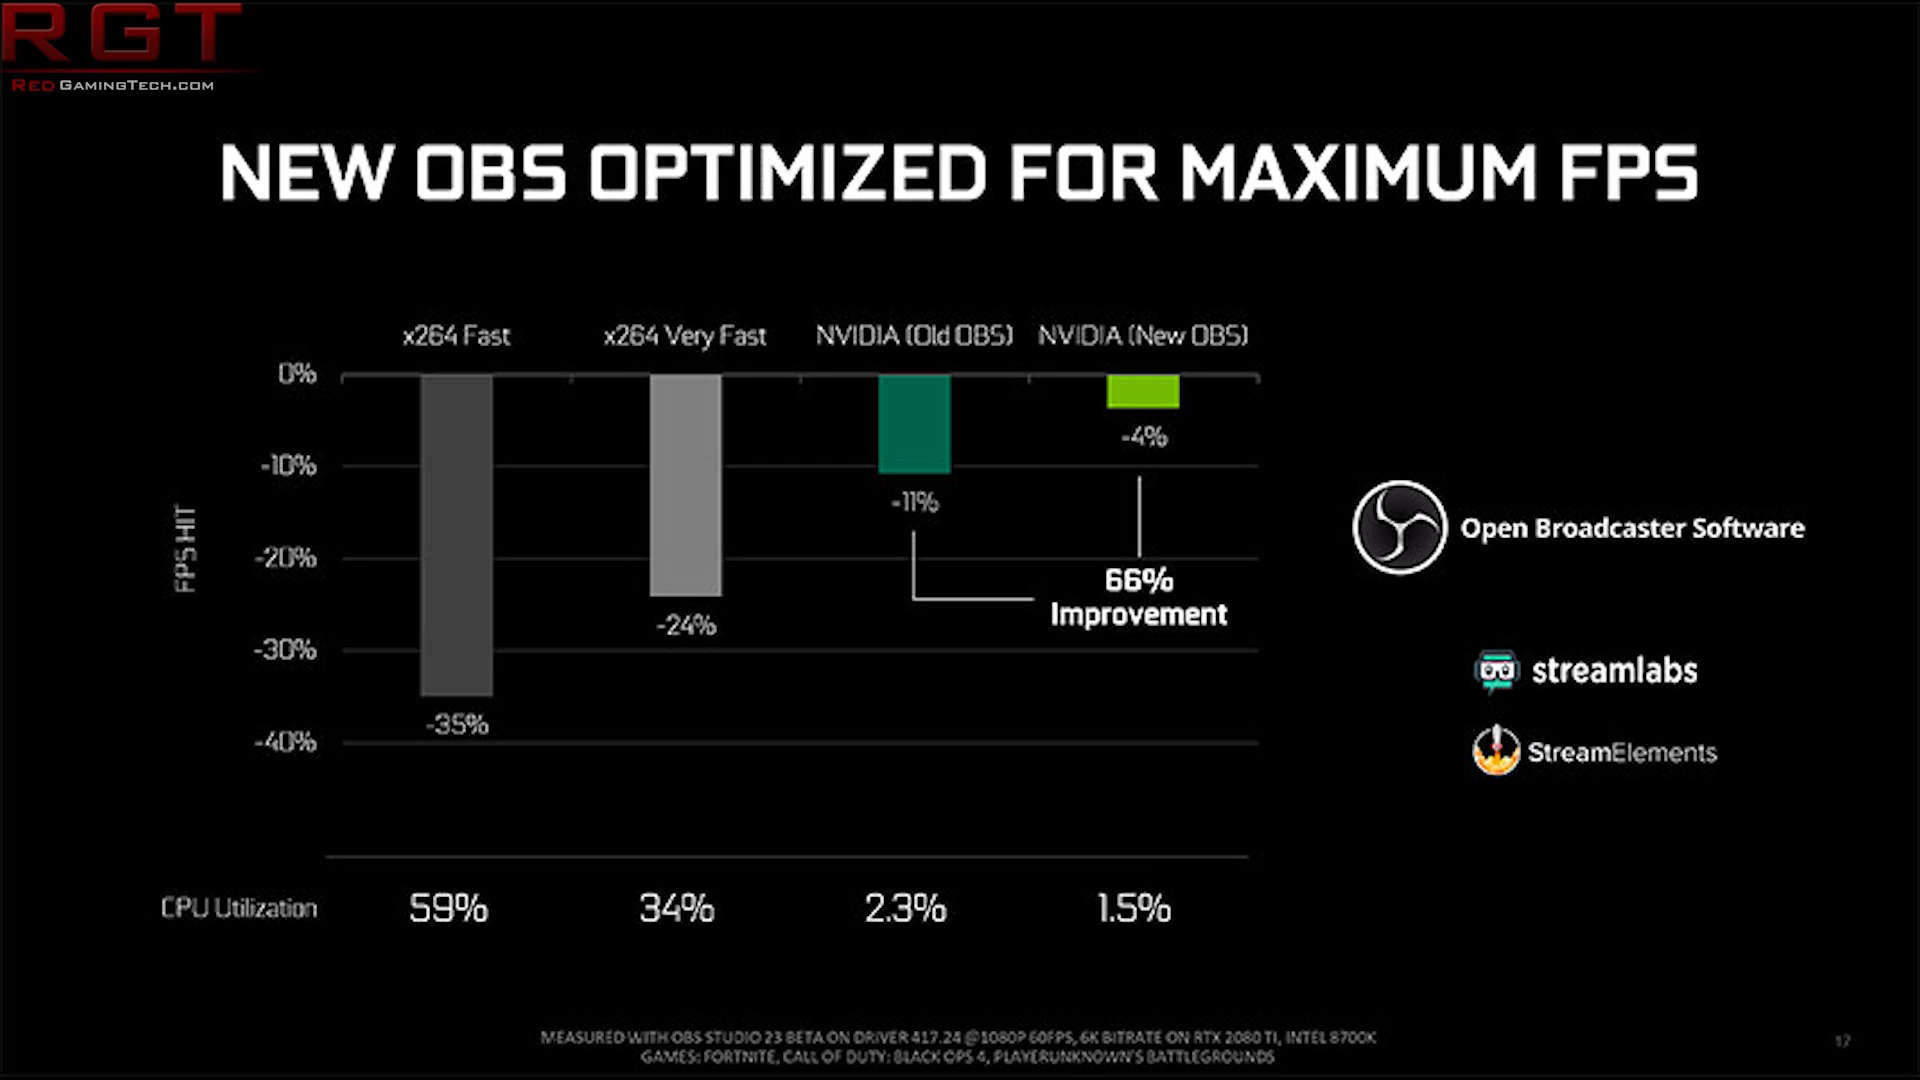 RGT
RED GAMINGTECH.COM
NEW OBS OPTIMIZED FOR MAXIMUM FPS
x264 Fast x264 Very Fast NVIDIA (Old OBS) NVIDIA (New OBS)
0%
-4%
-10%
-11%
FPS HIT
-20%
66%
Improvement
-24%
-30%
-35%
-40%
Open Broadcaster Software
streamlabs
StreamElements
CPU Utilization 59% 34% 2.3% 1.5%
MEASURED WITH OBS STUDIO 23 BETA ON DRIVER 417.24 @1080P 60FPS, 6K BITRATE ON RTX 2080 TI, INTEL 8700K
GAMES: FORTNITE, CALL OF DUTY: BLACK OPS 4, PLAYERUNKNOWN'S BATTLEGROUNDS
17